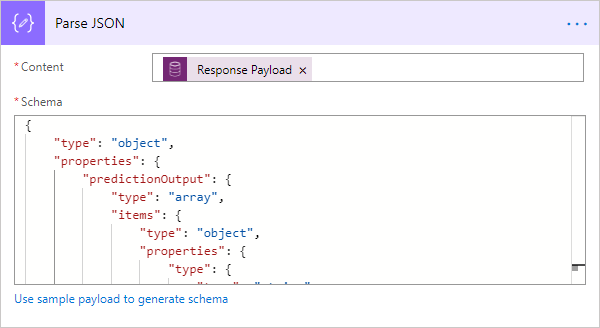 Parse JSON
* Content
Response Payload ×
* Schema
{
    "type": "object",
    "properties": {
        "predictionOutput": {
            "type": "array",
            "items": {
                "type": "object",
                "properties": {
                    "type": {
Use sample payload to generate schema